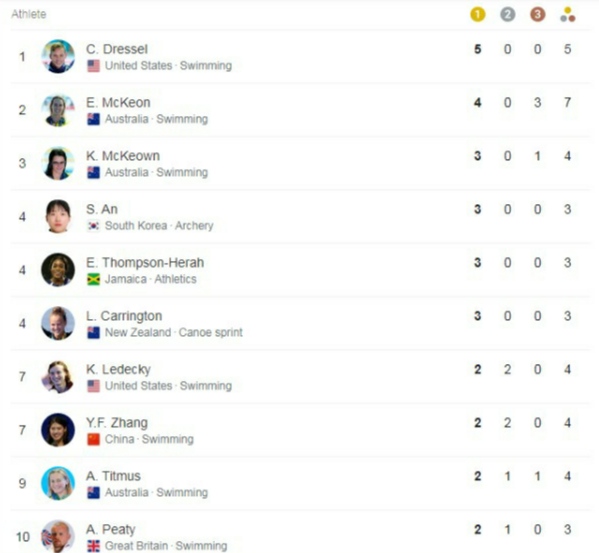 Athlete 1 2 3
1 C. Dressel 5 0 0 5
United States · Swimming
2 E. McKeon 4 0 3 7
Australia · Swimming
3 K. McKeown 3 0 1 4
Australia · Swimming
4 S. An 3 0 0 3
South Korea · Archery
4 E. Thompson-Herah 3 0 0 3
Jamaica · Athletics
4 L. Carrington 3 0 0 3
New Zealand · Canoe sprint
7 K. Ledecky 2 2 0 4
United States · Swimming
7 Y.F. Zhang 2 2 0 4
China · Swimming
9 A. Titmus 2 1 1 4
Australia · Swimming
10 A. Peaty 2 1 0 3
Great Britain · Swimming